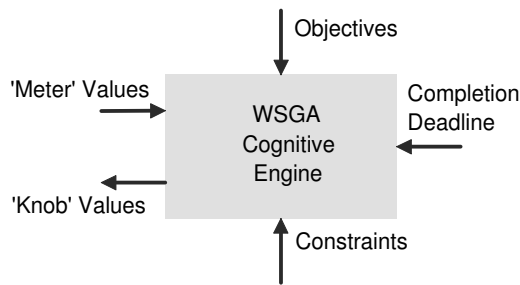 Objectives
'Meter' Values
Completion
Deadline
WSGA
Cognitive
Engine
'Knob' Values
Constraints